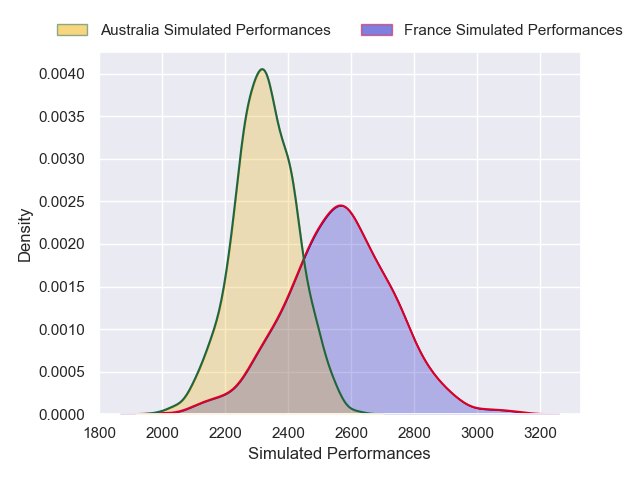 Australia Simulated Performances France Simulated Performances
0.0040
0.0035
0.0030
0.0025
0.0020
0.0015
0.0010
0.0005
0.0000
Density
1800 2000 2200 2400 2600 2800 3000 3200
Simulated Performances